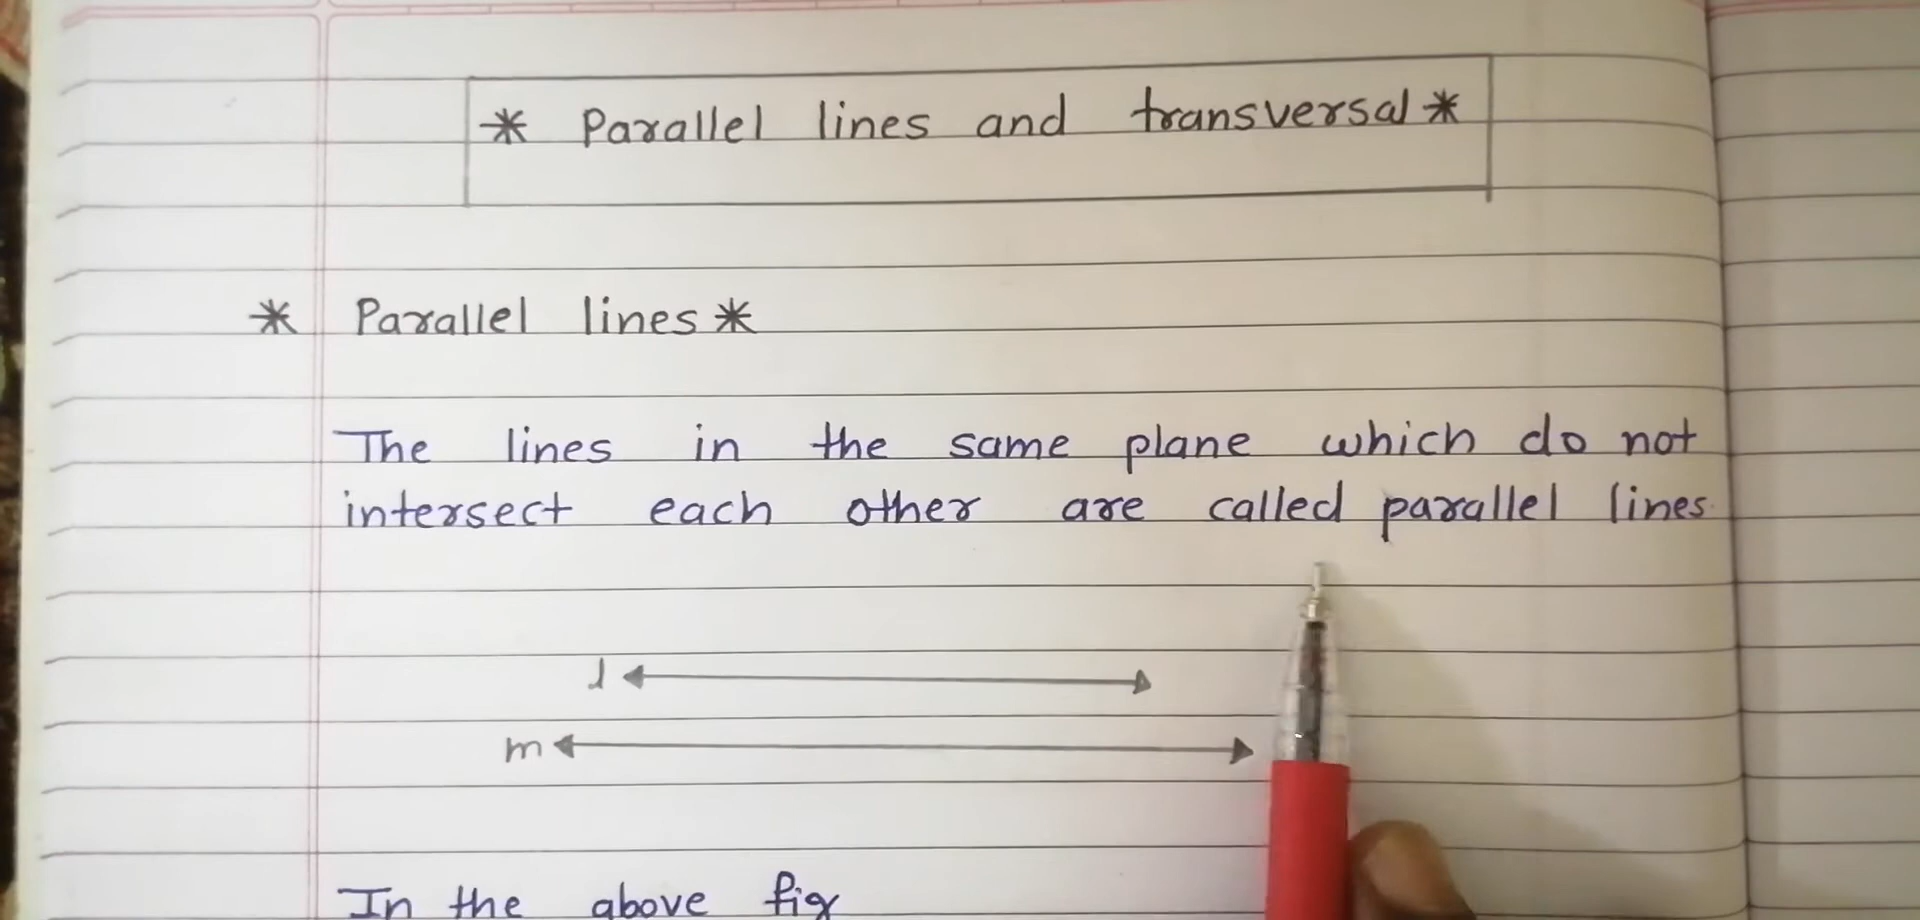 * Parallel lines and transversal *
* Parallel lines *
The lines in the same plane which do not
intersect each other are called parallel lines.
l
m
In the above fig